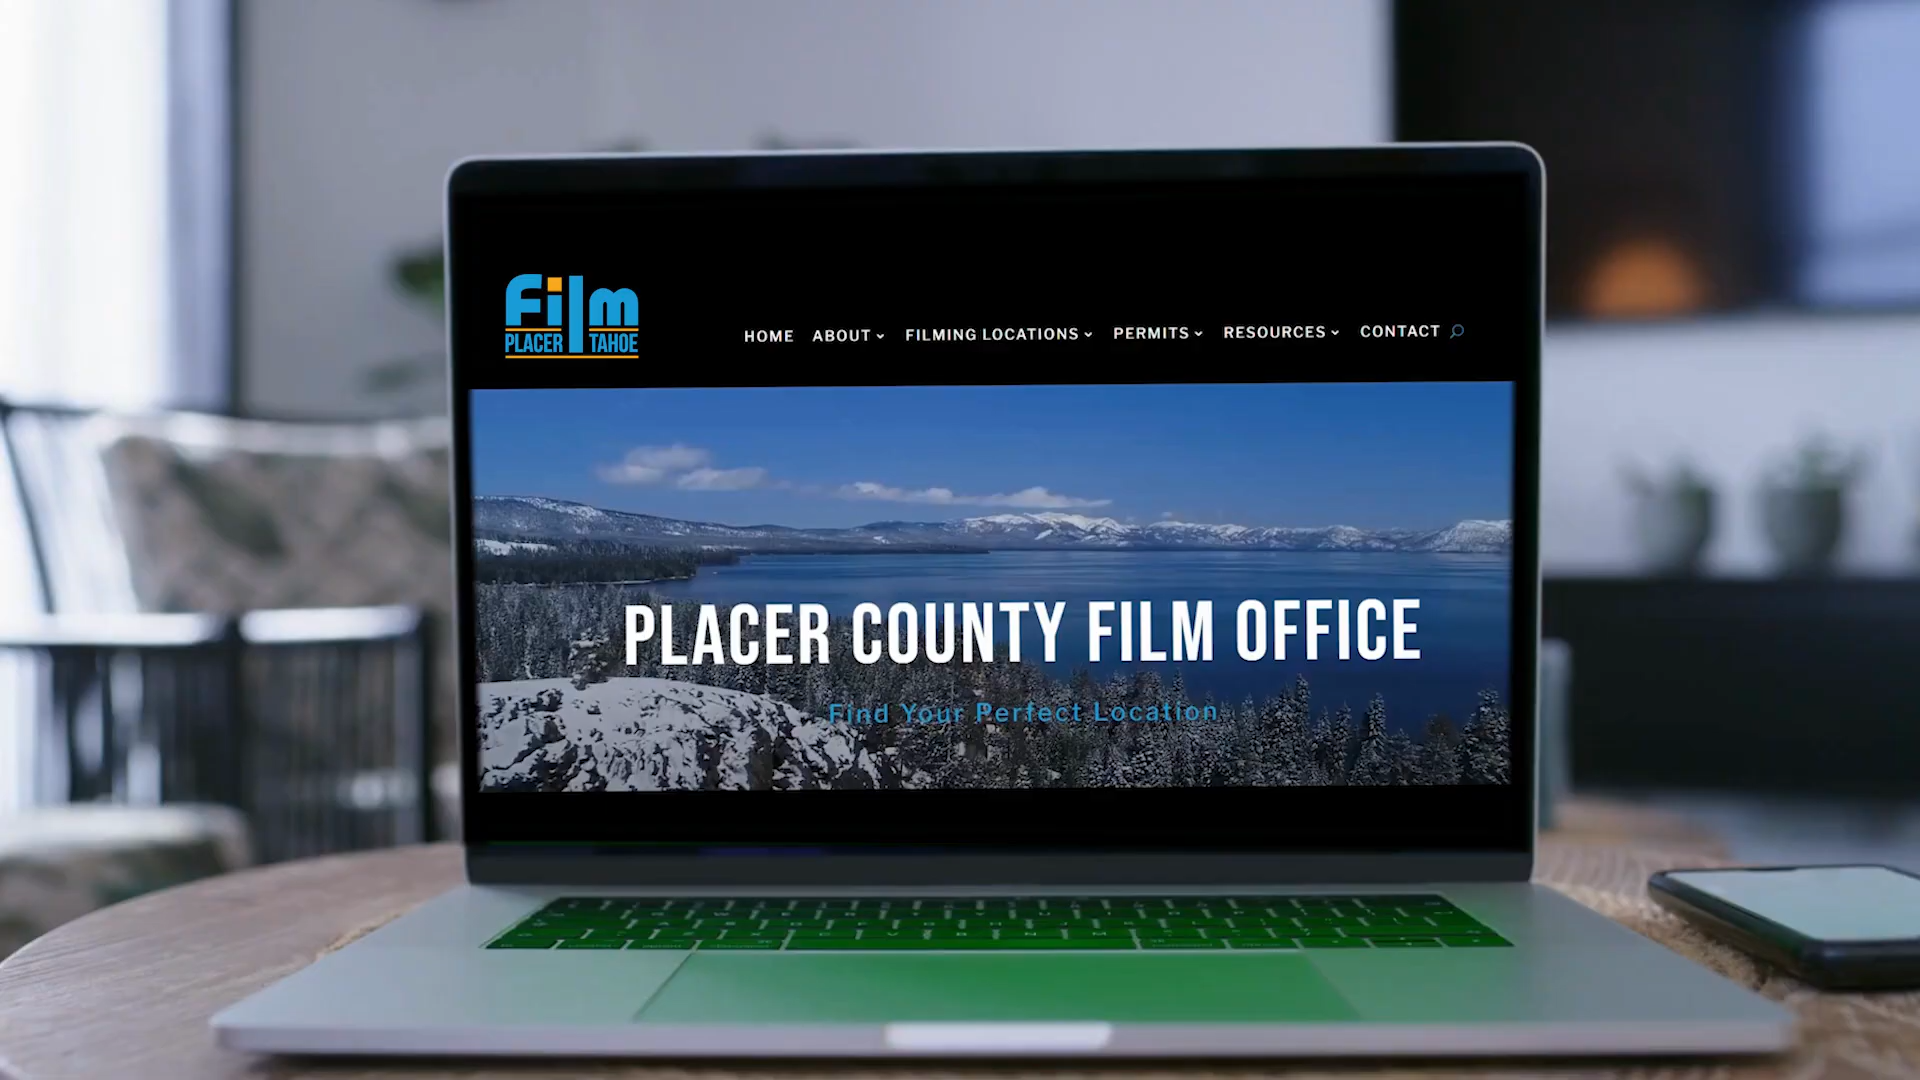 Film
PLACER TAHOE
HOME ABOUT FILMING LOCATIONS PERMITS RESOURCES CONTACT
PLACER COUNTY FILM OFFICE
Find Your Perfect Location